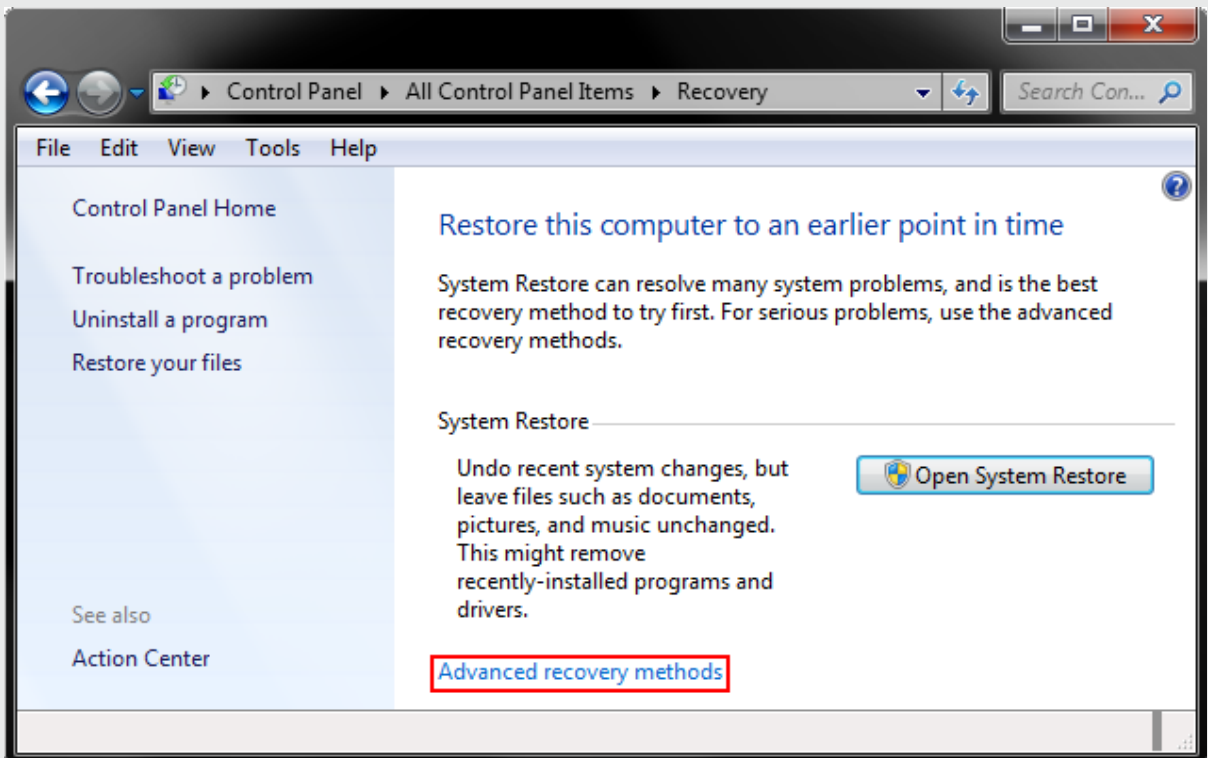 Control Panel ▸ All Control Panel Items ▸ Recovery
Search Con...
File Edit View Tools Help
Control Panel Home
Troubleshoot a problem
Uninstall a program
Restore your files
See also
Action Center
Restore this computer to an earlier point in time
System Restore can resolve many system problems, and is the best
recovery method to try first. For serious problems, use the advanced
recovery methods.
System Restore
Undo recent system changes, but
leave files such as documents,
pictures, and music unchanged.
This might remove
recently-installed programs and
drivers.
Open System Restore
Advanced recovery methods